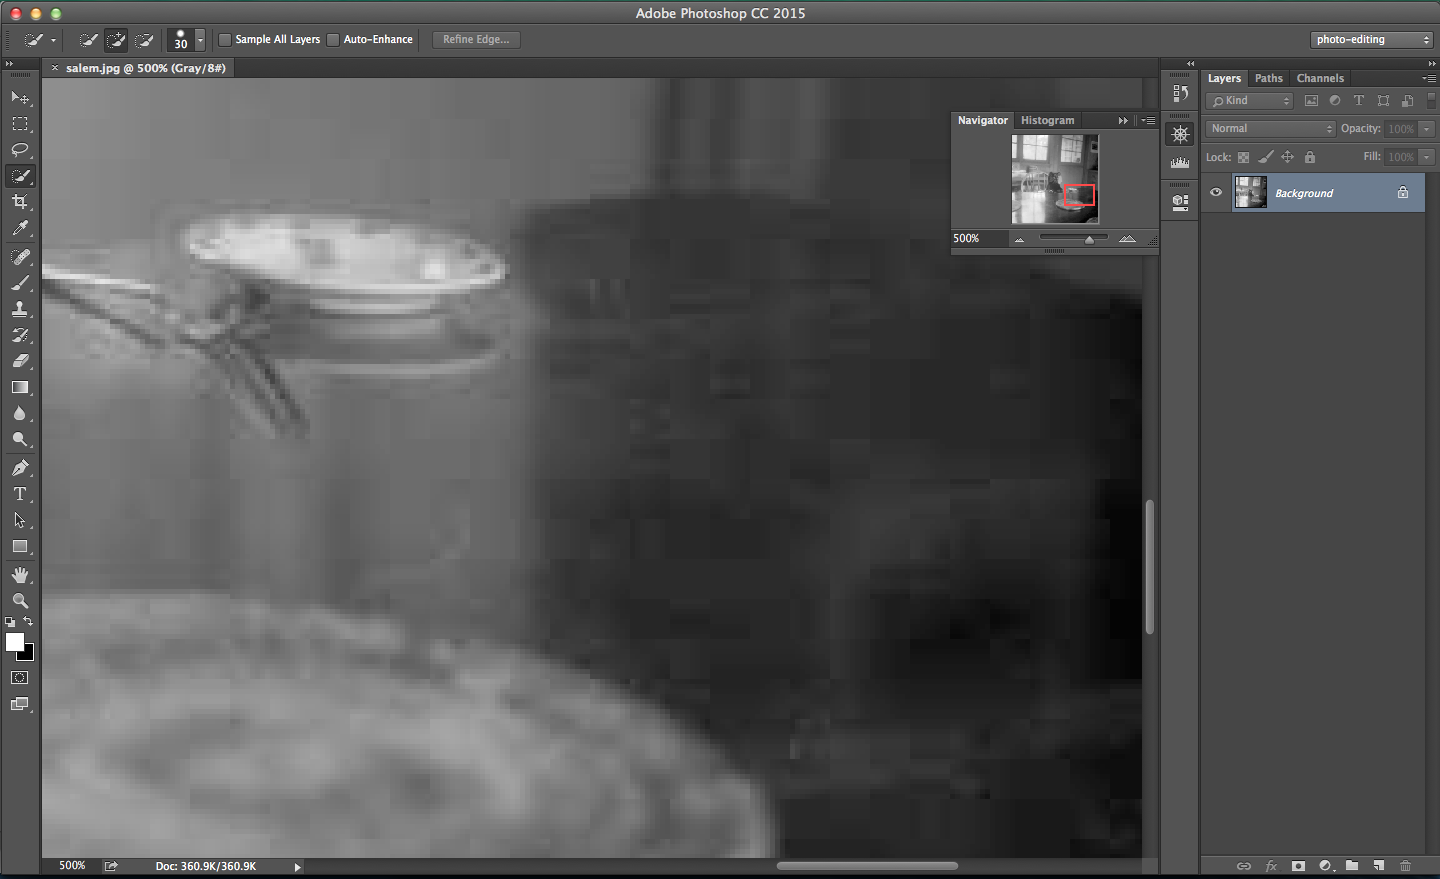 Adobe Photoshop CC 2015
30
Sample All Layers
Auto-Enhance
Refine Edge...
photo-editing
salem.jpg @ 500% (Gray/8#)
Navigator
Histogram
500%
Layers
Paths
Channels
Kind
Normal
Opacity: 100%
Lock:
Fill: 100%
Background
500%
Doc: 360.9K/360.9K